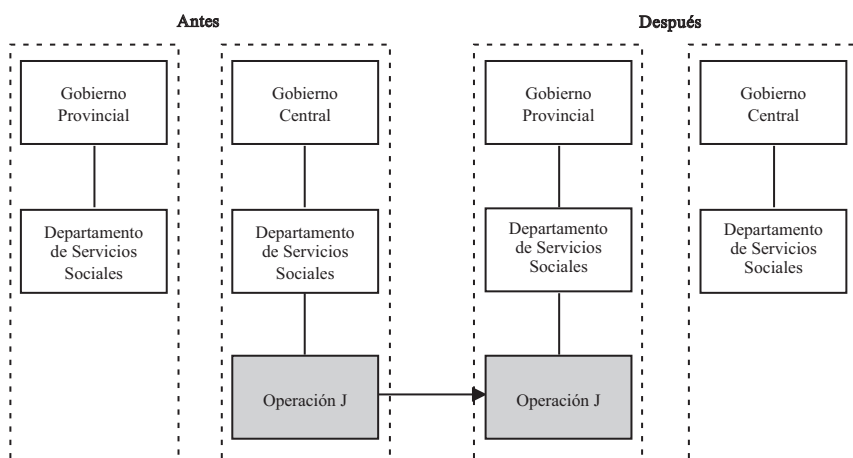 Antes
Después
Gobierno
Provincial
Gobierno
Central
Gobierno
Provincial
Gobierno
Central
Departamento
de Servicios
Sociales
Departamento
de Servicios
Sociales
Departamento
de Servicios
Sociales
Departamento
de Servicios
Sociales
Operación J
Operación J